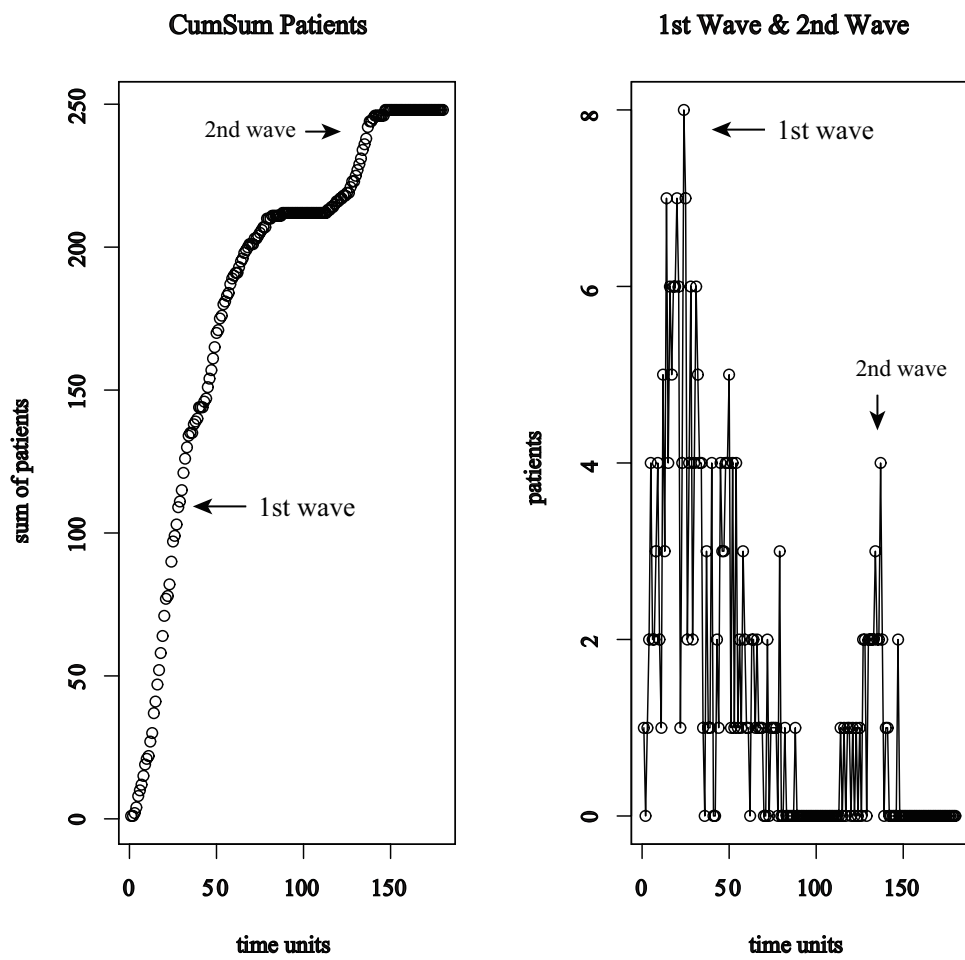 CumSum Patients
250
200
150
100
50
0
sum of patients
2nd wave
1st wave
0 50 100 150
time units
1st Wave & 2nd Wave
8
6
4
2
0
patients
1st wave
2nd wave
0 50 100 150
time units